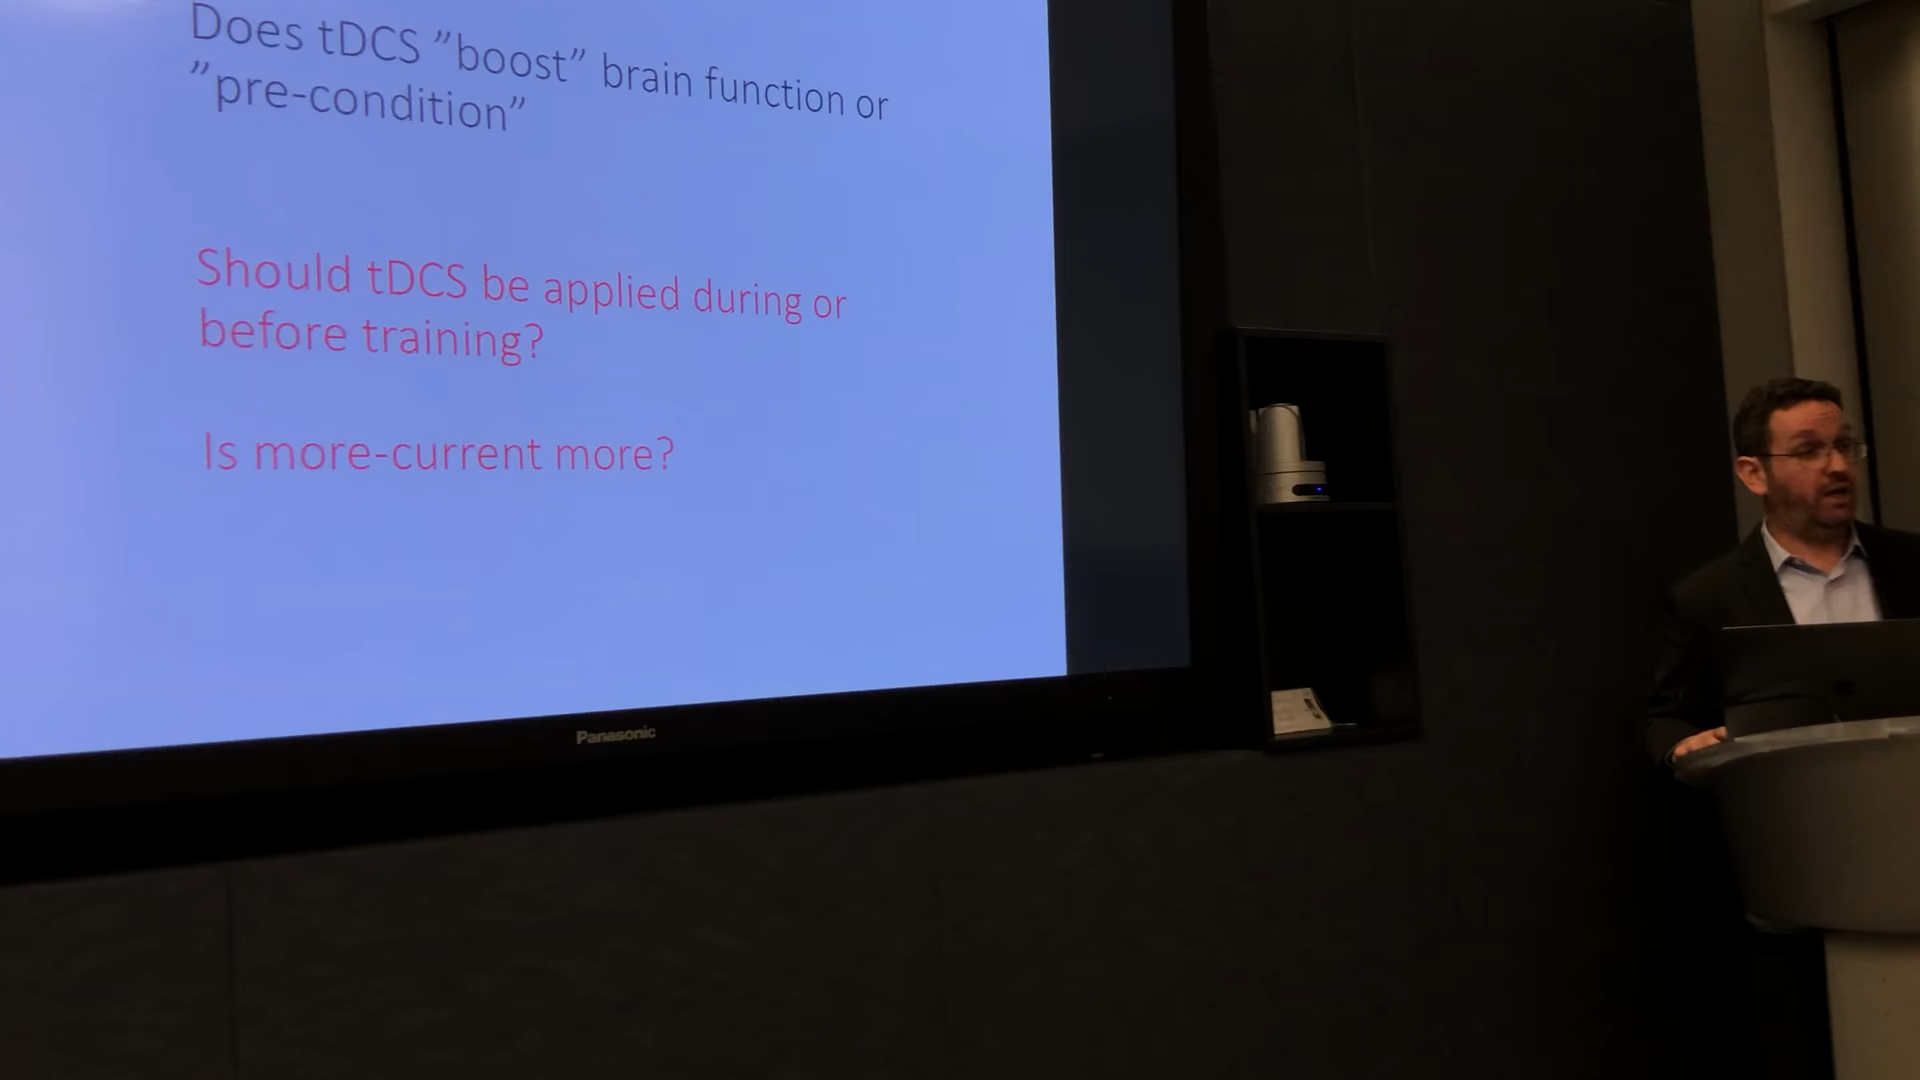 Does tDCS ”boost” brain function or
”pre-condition”
Should tDCS be applied during or
before training?
Is more-current more?
Panasonic